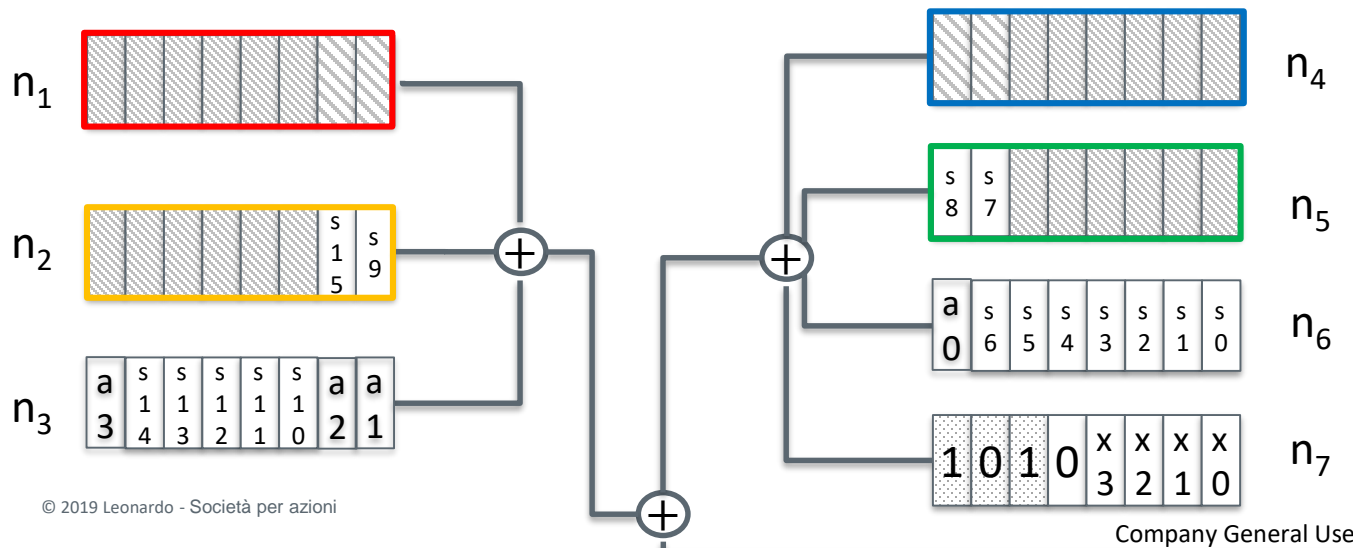 n1
n4
n2
s15 s9
n5
s8 s7
n3
a3 s14 s13 s12 s11 s10 a2 a1
a0 s6 s5 s4 s3 s2 s1 s0
n6
1 0 1 0 x3 x2 x1 x0
n7
© 2019 Leonardo - Società per azioni
Company General Use